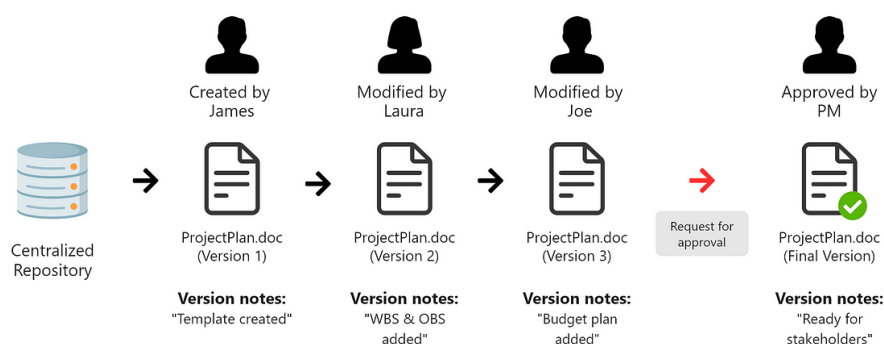 Created by
James
Modified by
Laura
Modified by
Joe
Approved by
PM
Centralized
Repository
ProjectPlan.doc
(Version 1)
ProjectPlan.doc
(Version 2)
ProjectPlan.doc
(Version 3)
Request for
approval
ProjectPlan.doc
(Final Version)
Version notes:
"Template created"
Version notes:
"WBS & OBS
added"
Version notes:
"Budget plan
added"
Version notes:
"Ready for
stakeholders"